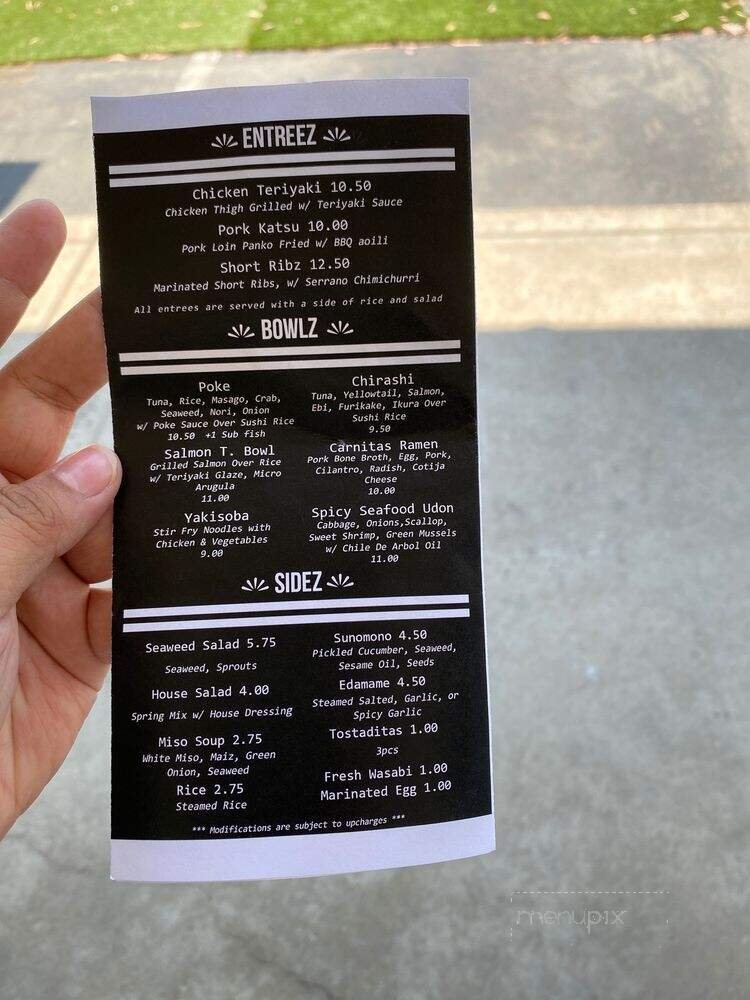 ENTREEZ
Chicken Teriyaki 10.50
Chicken Thigh Grilled w/ Teriyaki Sauce
Pork Katsu 10.00
Pork Loin Panko Fried w/ BBQ aoili
Short Ribz 12.50
Marinated Short Ribs, w/ Serrano Chimichurri
All entrees are served with a side of rice and salad
BOWLZ
Poke
Tuna, Rice, Masago, Crab,
Seaweed, Nori, Onion
w/ Poke Sauce Over Sushi Rice
10.50 +1 Sub fish
Chirashi
Tuna, Yellowtail, Salmon,
Ebi, Furikake, Ikura Over
Sushi Rice
9.50
Salmon T. Bowl
Grilled Salmon Over Rice
w/ Teriyaki Glaze, Micro
Arugula
11.00
Carnitas Ramen
Pork Bone Broth, Egg, Pork,
Cilantro, Radish, Cotija
Cheese
10.00
Yakisoba
Stir Fry Noodles with
Chicken & Vegetables
9.00
Spicy Seafood Udon
Cabbage, Onions,Scallop,
Sweet Shrimp, Green Mussels
w/ Chile De Arbol Oil
11.00
SIDEZ
Seaweed Salad 5.75
Seaweed, Sprouts
House Salad 4.00
Spring Mix w/ House Dressing
Miso Soup 2.75
White Miso, Maiz, Green
Onion, Seaweed
Rice 2.75
Steamed Rice
Sunomono 4.50
Pickled Cucumber, Seaweed,
Sesame Oil, Seeds
Edamame 4.50
Steamed Salted, Garlic, or
Spicy Garlic
Tostaditas 1.00
3pcs
Fresh Wasabi 1.00
Marinated Egg 1.00
*** Modifications are subject to upcharges ***
menupix